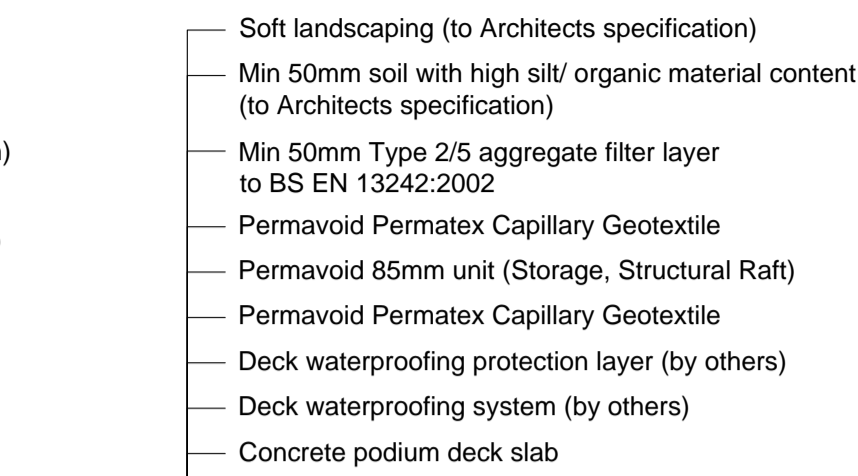 Soft landscaping (to Architects specification)
Min 50mm soil with high silt/ organic material content
(to Architects specification)
)
Min 50mm Type 2/5 aggregate filter layer
to BS EN 13242:2002
Permavoid Permatex Capillary Geotextile
Permavoid 85mm unit (Storage, Structural Raft)
Permavoid Permatex Capillary Geotextile
Deck waterproofing protection layer (by others)
Deck waterproofing system (by others)
Concrete podium deck slab